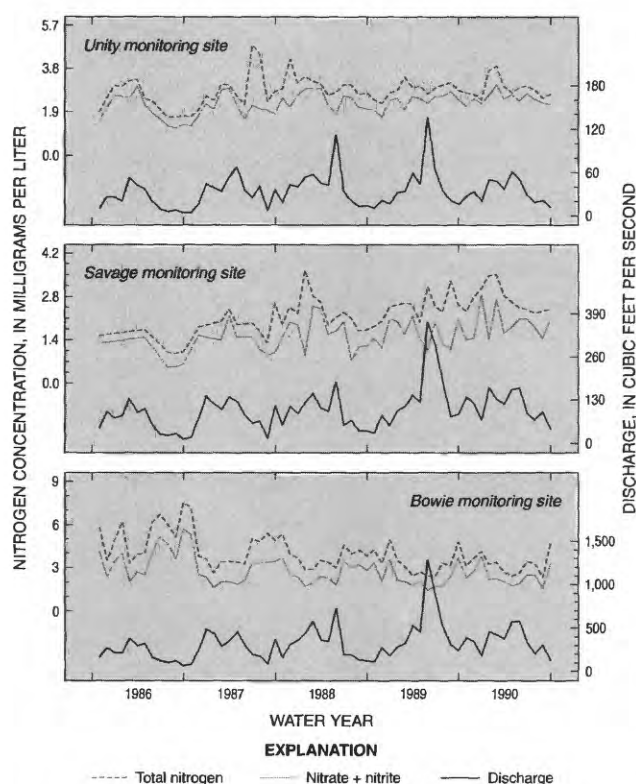 NITROGEN CONCENTRATION, IN MILLIGRAMS PER LITER
Unity monitoring site
5.7
3.8
1.9
0.0
180
120
60
0
Savage monitoring site
4.2
2.8
1.4
0.0
390
260
130
0
Bowie monitoring site
9
6
3
0
1,500
1,000
500
0
DISCHARGE, IN CUBIC FEET PER SECOND
1986 1987 1988 1989 1990
WATER YEAR
EXPLANATION
Total nitrogen Nitrate + nitrite Discharge